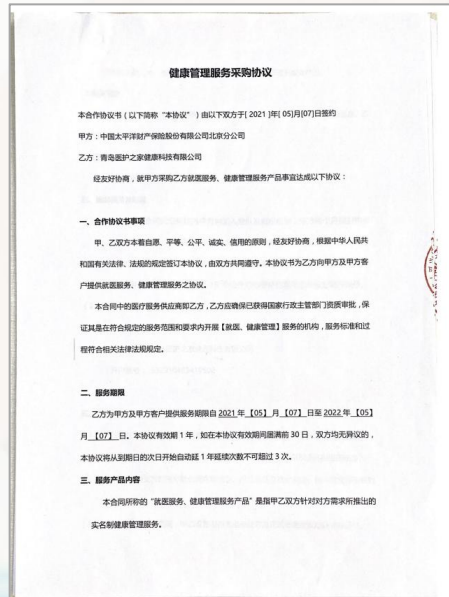 健康管理服务采购协议
本合作协议书（以下简称“本协议”）由以下双方于[ 2021 ]年[ 05]月[07]日签约
甲方：中国太平洋财产保险股份有限公司北京分公司
乙方：青岛医护之家健康科技有限公司
经友好协商，就甲方采购乙方就医服务、健康管理服务产品事宜达成以下协议：
一、合作协议书事项
甲、乙双方本着自愿、平等、公平、诚实、信用的原则，经友好协商，根据中华人民共
和国有关法律、法规的规定签订本协议，由双方共同遵守。本协议书为乙方向甲方及甲方客
户提供就医服务、健康管理服务之协议。
本合同中的医疗服务供应商即乙方，乙方应确保已获得国家行政主管部门资质审批，保
证其是在符合规定的服务范围和要求内开展【就医、健康管理】服务的机构，服务标准和过
程符合相关法律法规规定。
二、服务期限
乙方为甲方及甲方客户提供服务期限自 2021年【05】月【07】日至 2022年【05】
月【07】日。本协议有效期 1 年，如在本协议有效期间届满前 30 日，双方均无异议的，
本协议将从到期日的次日开始自动延 1 年延续次数不可超过 3 次。
三、服务产品内容
本合同所称的“就医服务、健康管理服务产品”是指甲乙双方针对对方需求所推出的
实名制健康管理服务。